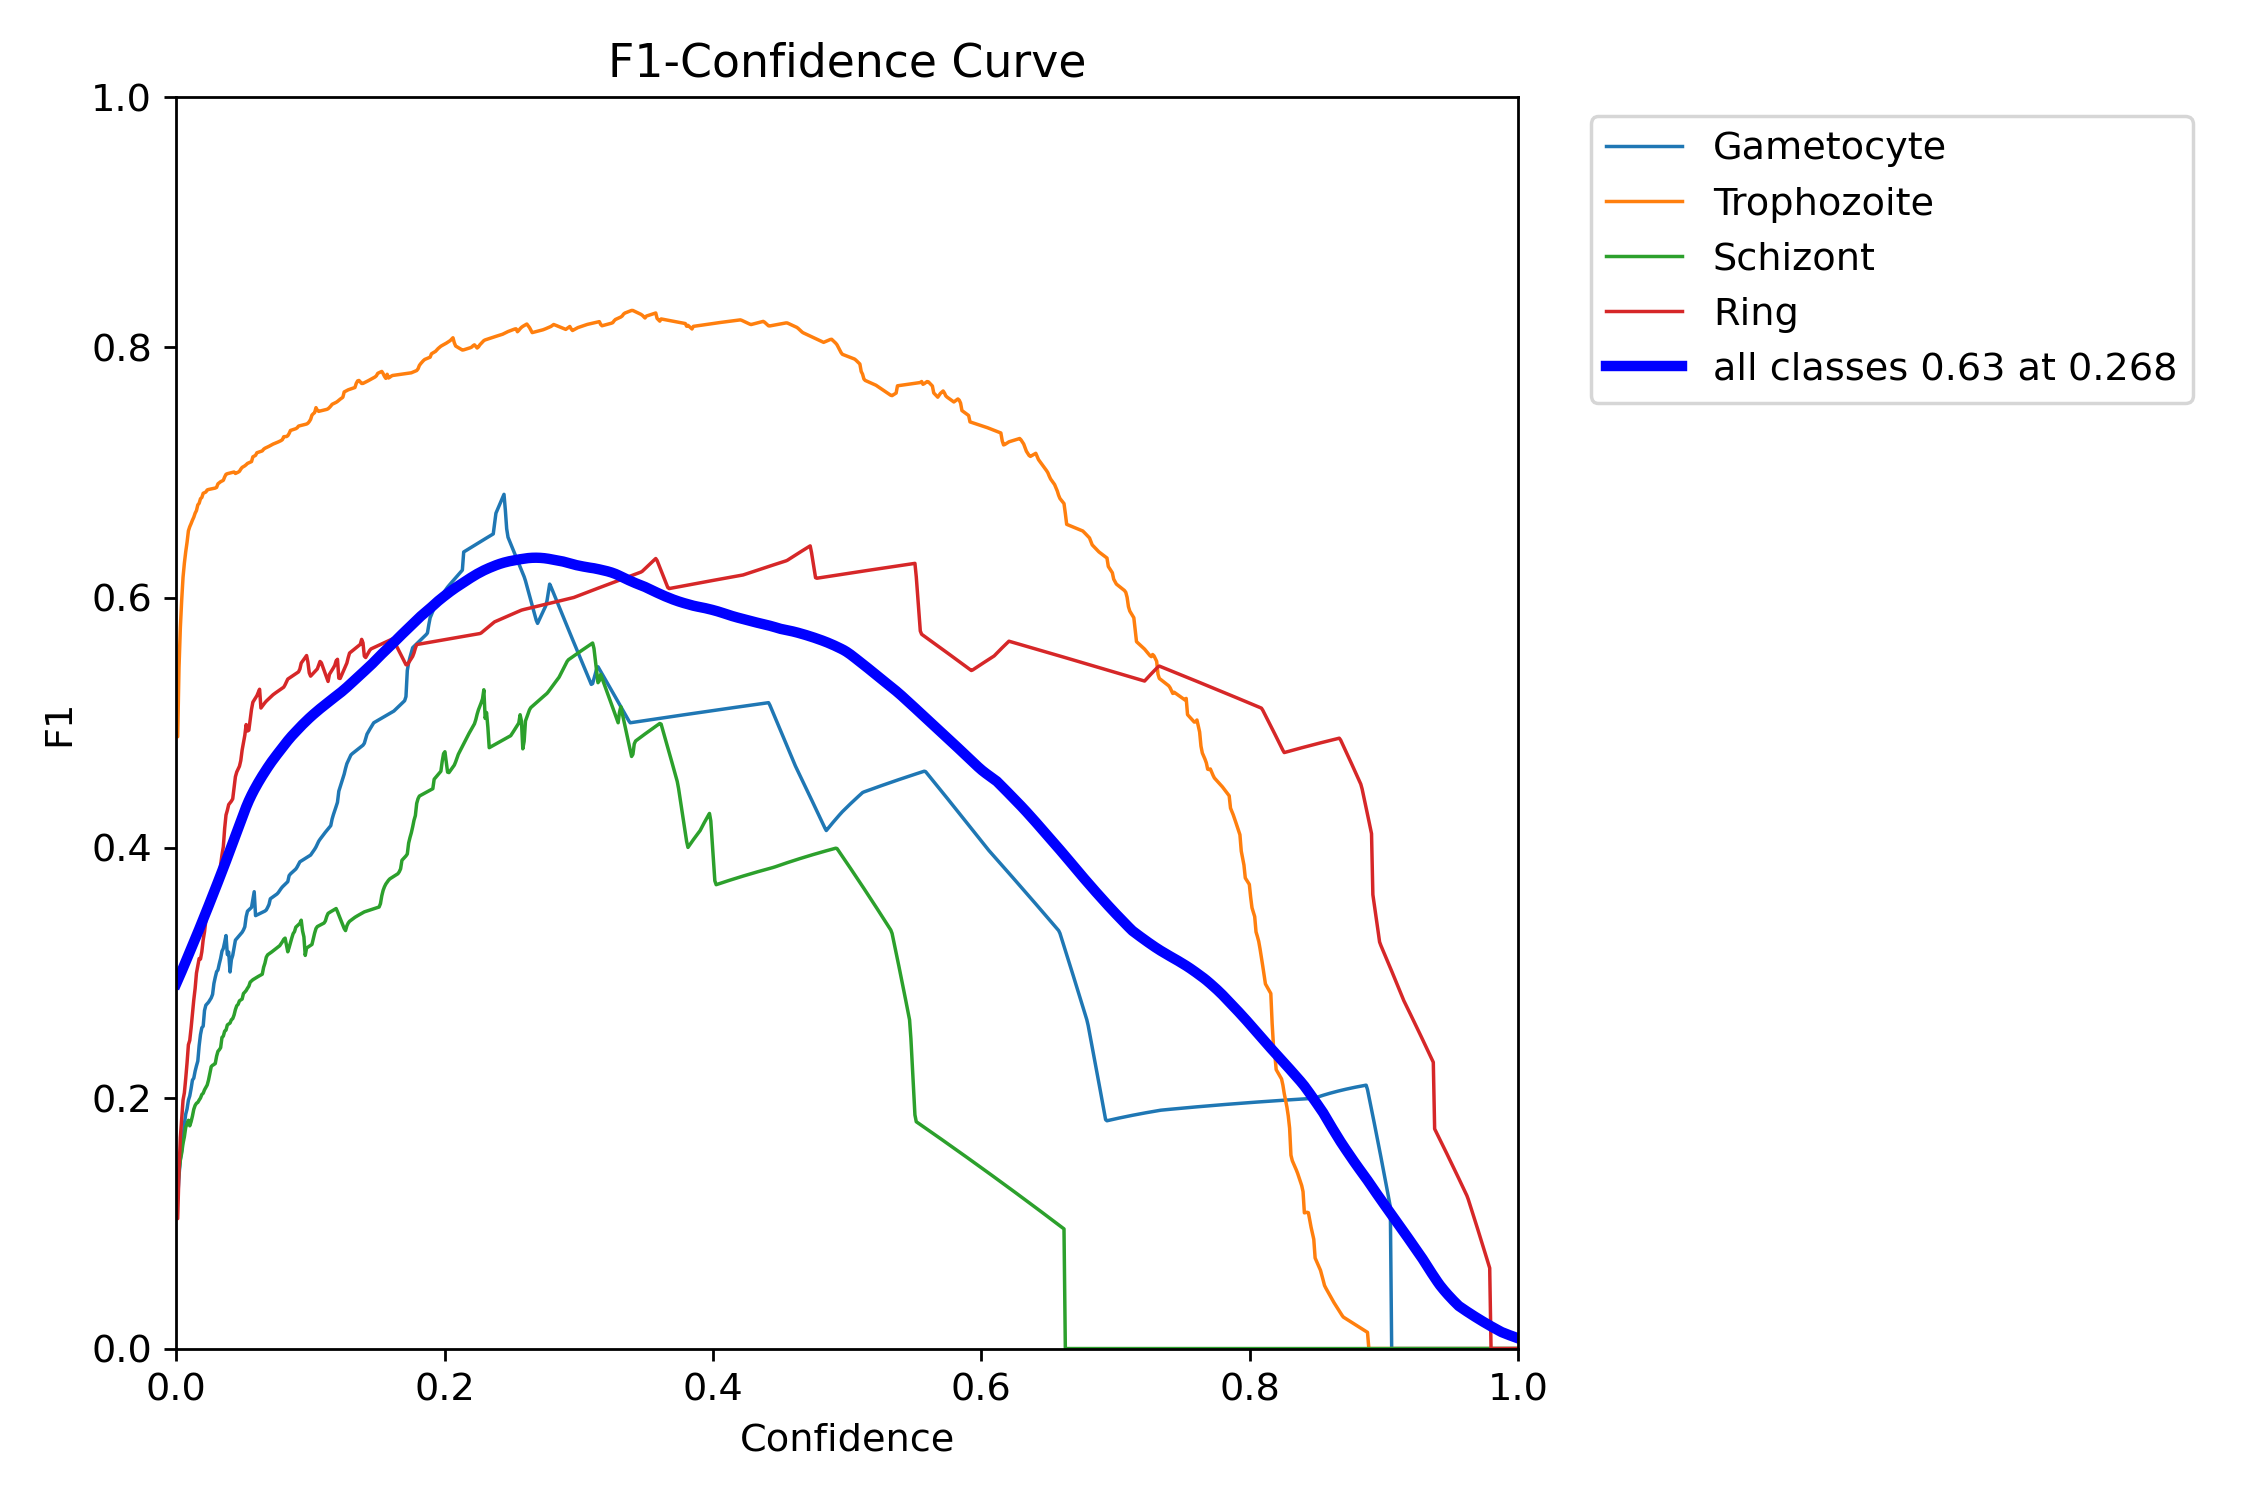 F1-Confidence Curve
1.0
0.8
0.6
0.4
0.2
0.0
F1
0.0 0.2 0.4 0.6 0.8 1.0
Confidence
Gametocyte
Trophozoite
Schizont
Ring
all classes 0.63 at 0.268